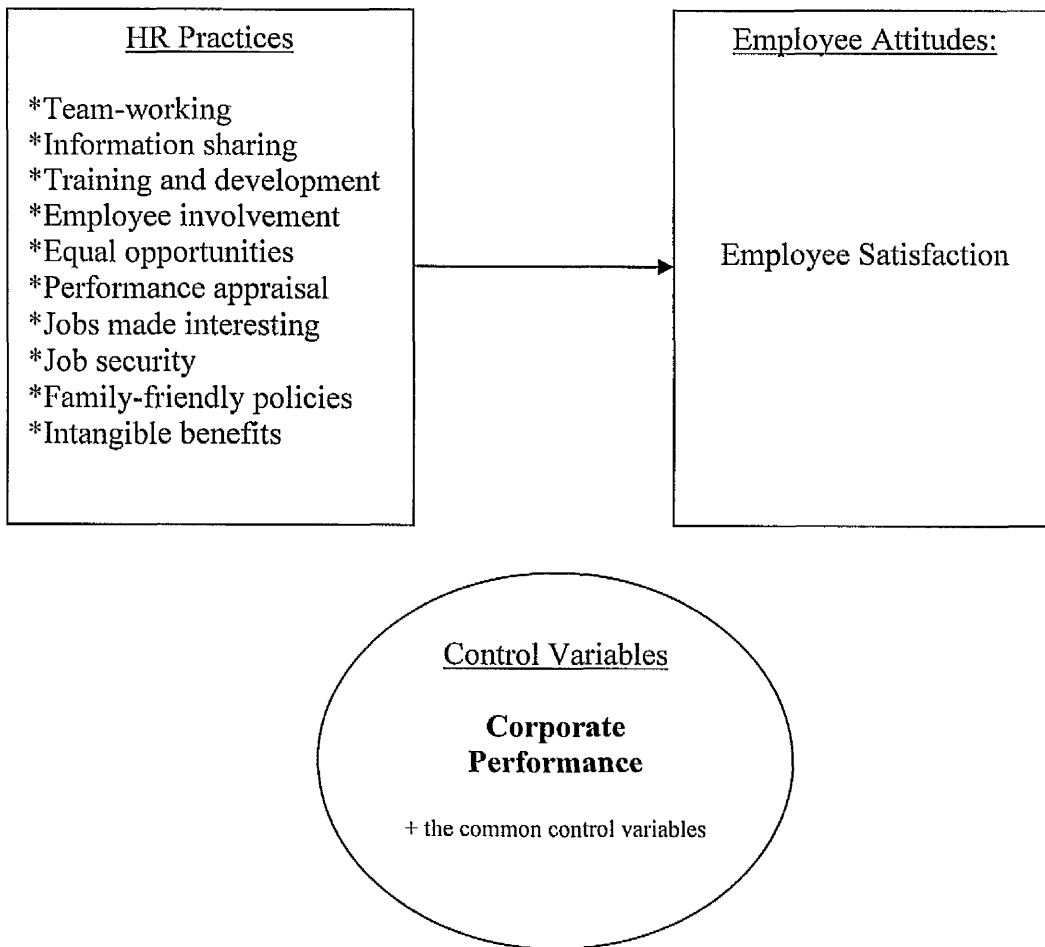 HR Practices
*Team-working
*Information sharing
*Training and development
*Employee involvement
*Equal opportunities
*Performance appraisal
*Jobs made interesting
*Job security
*Family-friendly policies
*Intangible benefits
Employee Attitudes:
Employee Satisfaction
Control Variables
Corporate
Performance
+ the common control variables